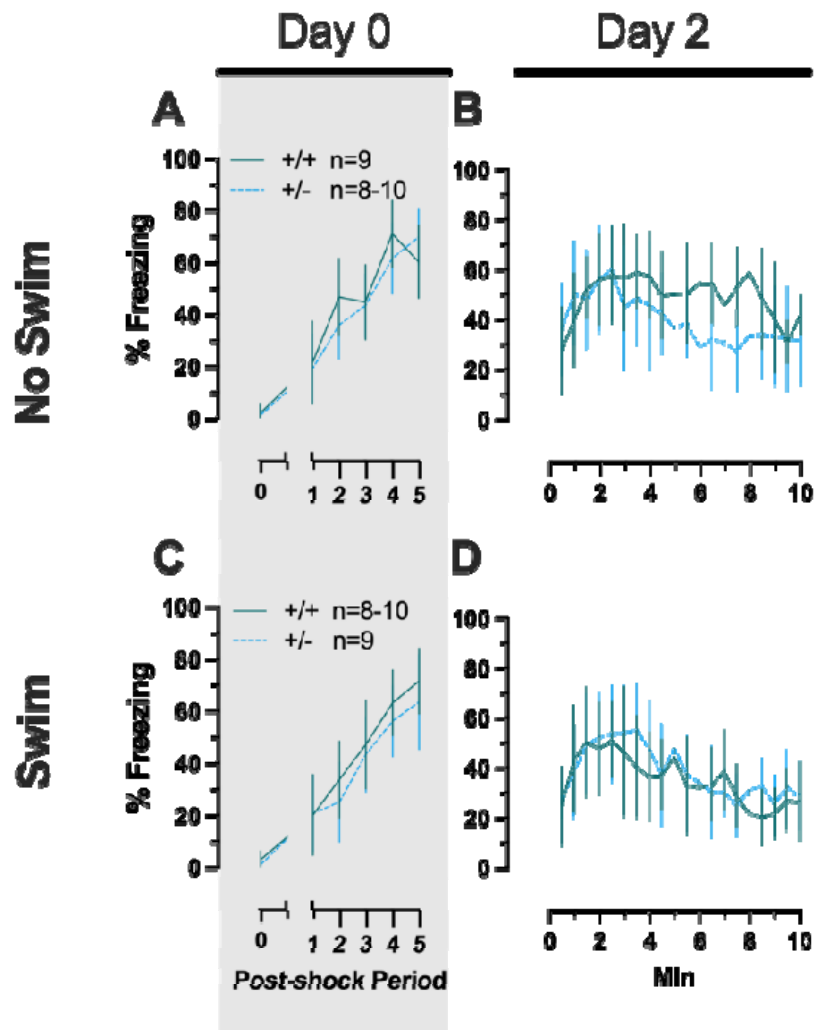 Day 0
Day 2
No Swim
A
% Freezing
100
80
60
40
20
0
+/+ n=9
+/- n=8-10
0
1 2 3 4 5
B
100
80
60
40
20
0
0 2 4 6 8 10
Swim
C
% Freezing
100
80
60
40
20
0
+/+ n=8-10
+/- n=9
0
1 2 3 4 5
Post-shock Period
D
100
80
60
40
20
0
0 2 4 6 8 10
Min